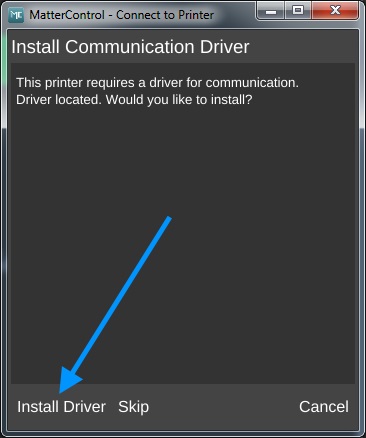 MC MatterControl - Connect to Printer
Install Communication Driver
This printer requires a driver for communication.
Driver located. Would you like to install?
Install Driver Skip Cancel